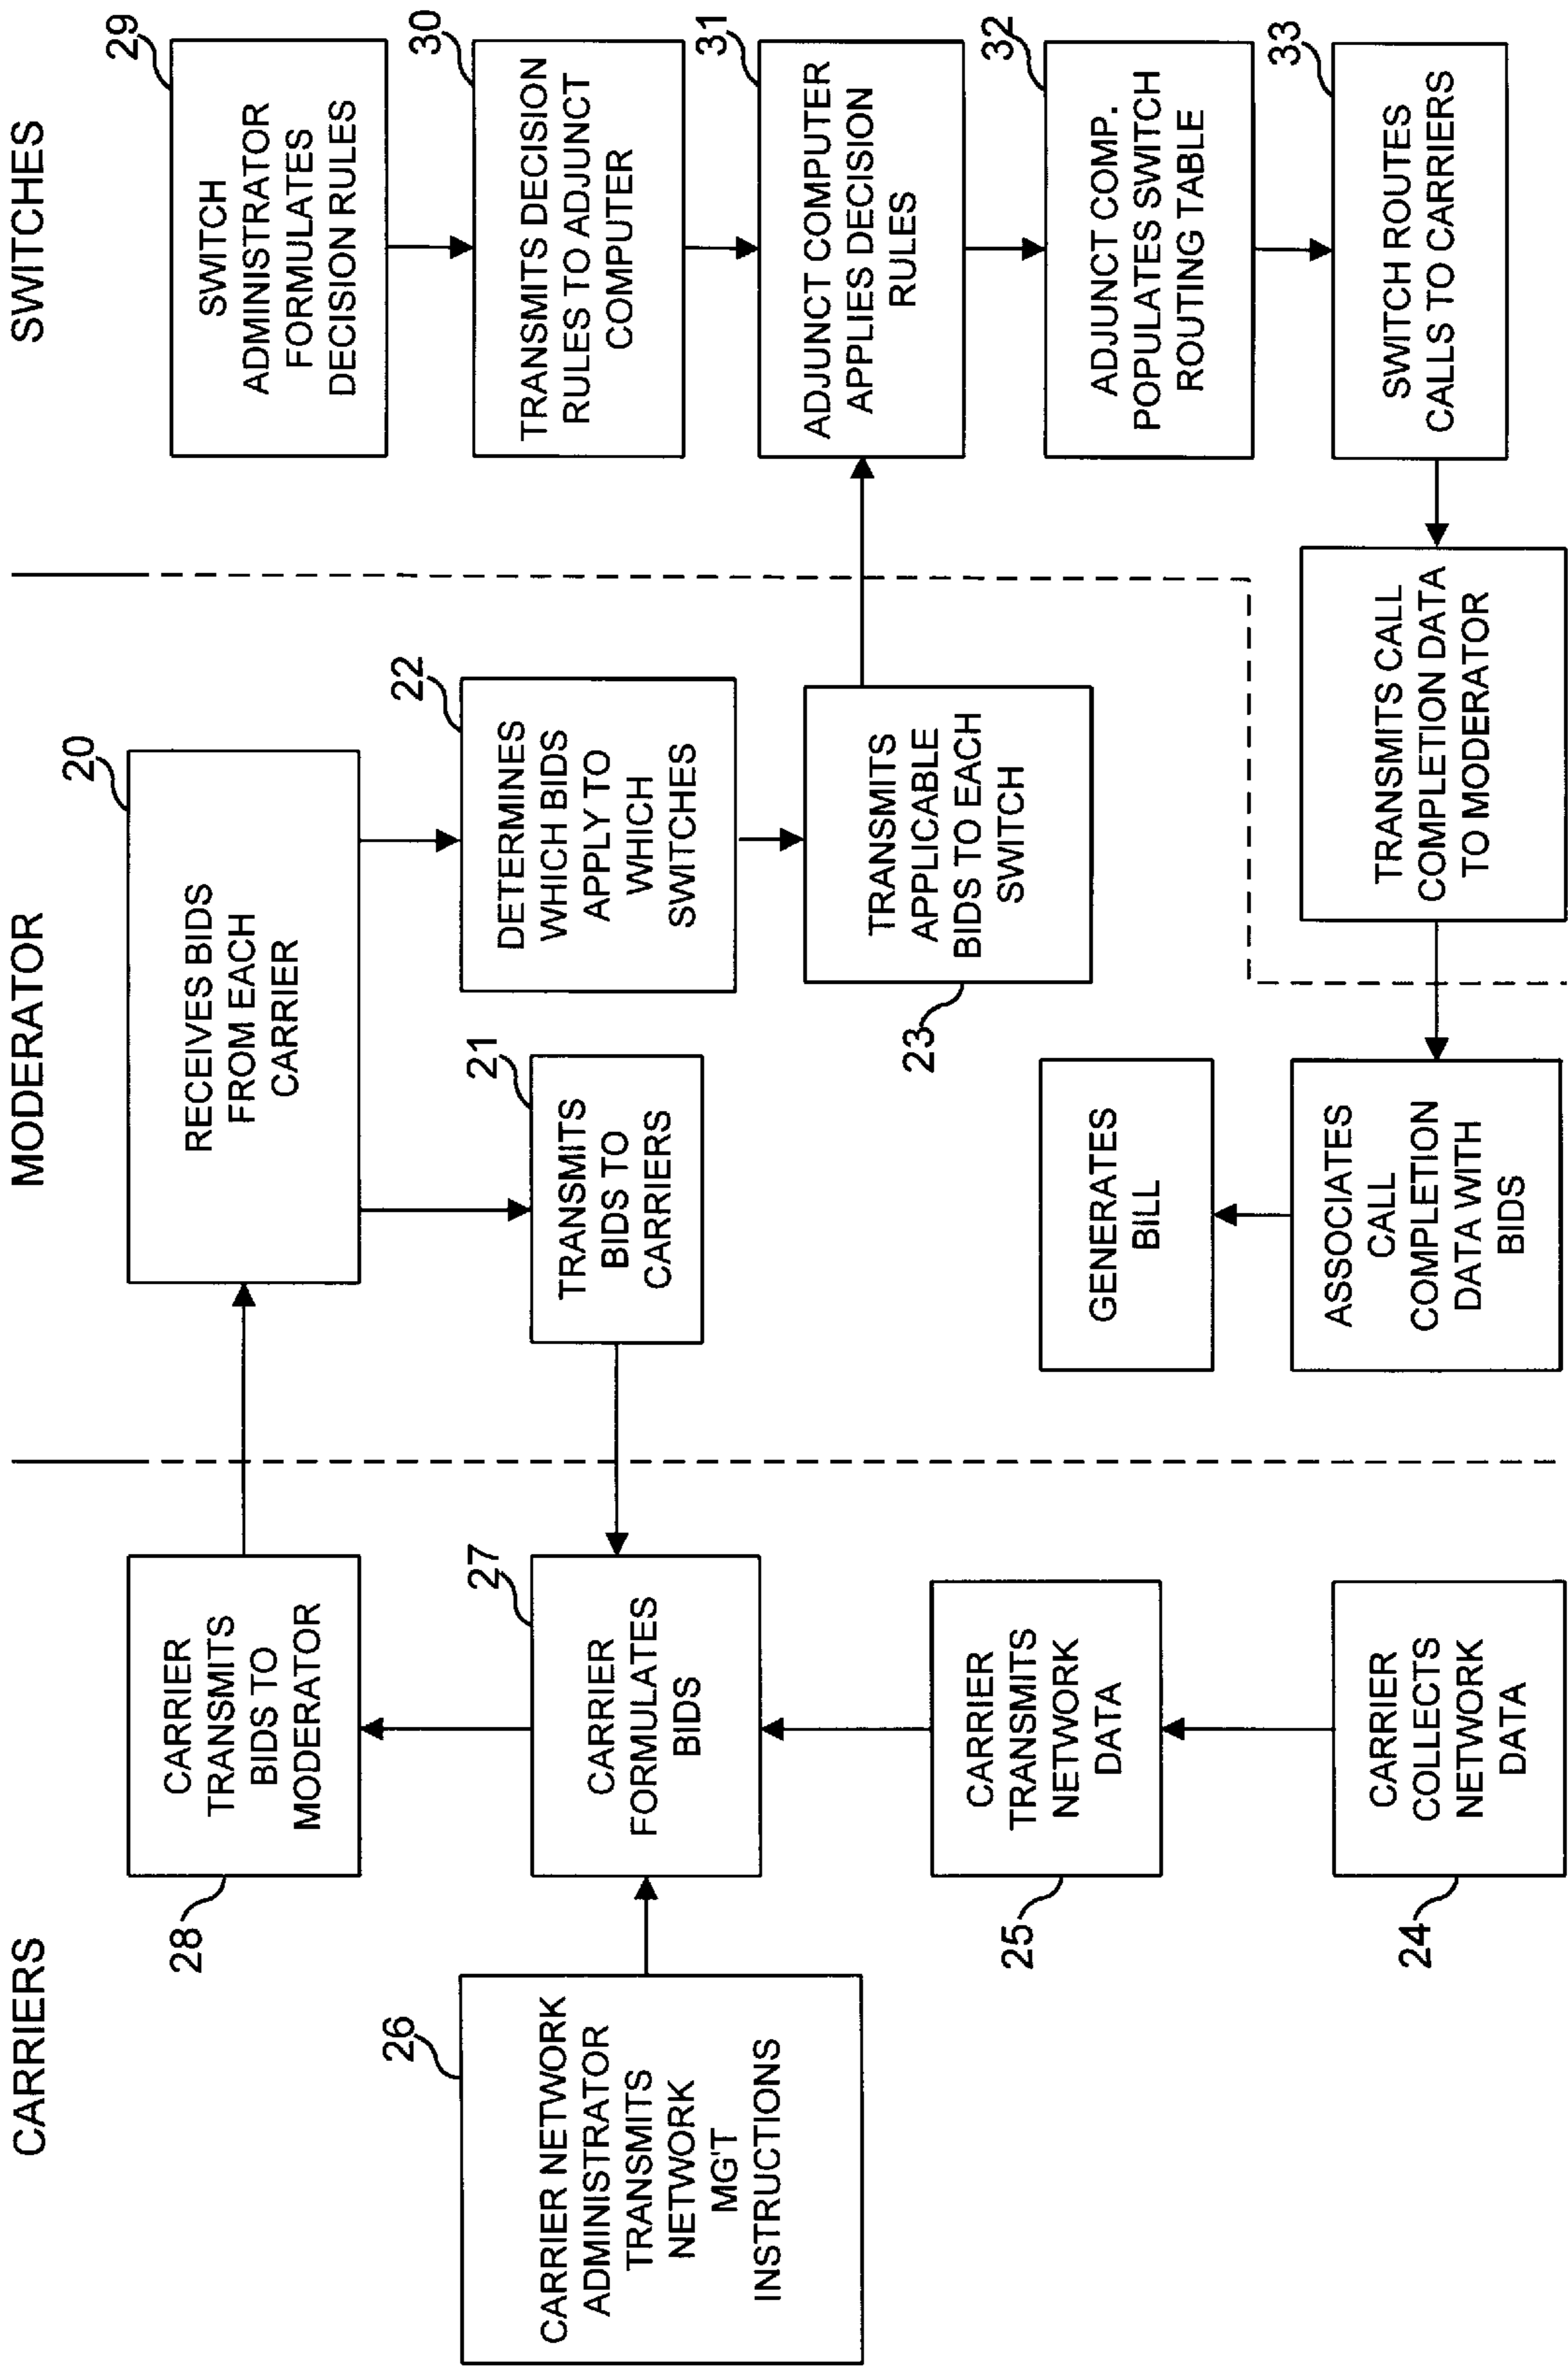 CARRIERS
MODERATOR
SWITCHES
28
CARRIER
TRANSMITS
BIDS TO
MODERATOR
26
CARRIER NETWORK
ADMINISTRATOR
TRANSMITS
NETWORK
MG'T
INSTRUCTIONS
27
CARRIER
FORMULATES
BIDS
25
CARRIER
TRANSMITS
NETWORK
DATA
24
CARRIER
COLLECTS
NETWORK
DATA
20
RECEIVES BIDS
FROM EACH
CARRIER
21
TRANSMITS
BIDS TO
CARRIERS
22
DETERMINES
WHICH BIDS
APPLY TO
WHICH
SWITCHES
23
TRANSMITS
APPLICABLE
BIDS TO EACH
SWITCH
GENERATES
BILL
ASSOCIATES
CALL
COMPLETION
DATA WITH
BIDS
29
SWITCH
ADMINISTRATOR
FORMULATES
DECISION RULES
30
TRANSMITS DECISION
RULES TO ADJUNCT
COMPUTER
31
ADJUNCT COMPUTER
APPLIES DECISION
RULES
32
ADJUNCT COMP.
POPULATES SWITCH
ROUTING TABLE
33
SWITCH ROUTES
CALLS TO CARRIERS
TRANSMITS CALL
COMPLETION DATA
TO MODERATOR